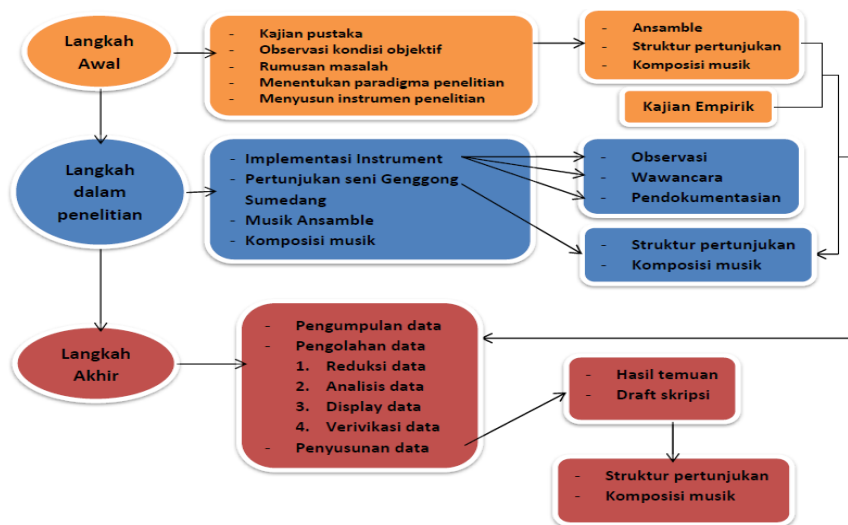 Langkah
Awal
- Kajian pustaka
- Observasi kondisi objektif
- Rumusan masalah
- Menentukan paradigma penelitian
- Menyusun instrumen penelitian
- Ansamble
- Struktur pertunjukan
- Komposisi musik
Kajian Empirik
Langkah
dalam
penelitian
- Implementasi Instrument
- Pertunjukan seni Genggong
Sumedang
- Musik Ansamble
- Komposisi musik
- Observasi
- Wawancara
- Pendokumentasian
- Struktur pertunjukan
- Komposisi musik
Langkah
Akhir
- Pengumpulan data
- Pengolahan data
1. Reduksi data
2. Analisis data
3. Display data
4. Verivikasi data
- Penyusunan data
- Hasil temuan
- Draft skripsi
- Struktur pertunjukan
- Komposisi musik